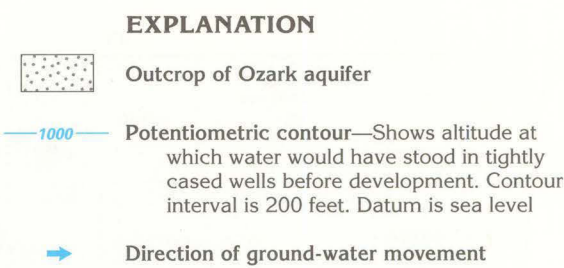 EXPLANATION
Outcrop of Ozark aquifer
1000 Potentiometric contour—Shows altitude at
which water would have stood in tightly
cased wells before development. Contour
interval is 200 feet. Datum is sea level
Direction of ground-water movement